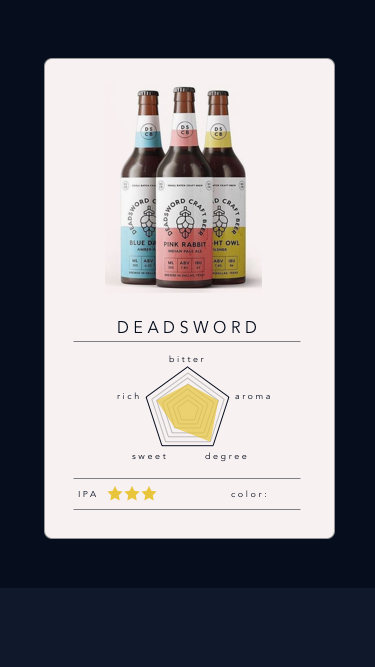 DS
CB
DEADSWORD CRAFT BEER
BLUE DA
PINK RABBIT
HT OWL
INDIAN PALE ALE
ML ABV IBU
DEADSWORD
bitter
rich
aroma
sweet
degree
IPA
color: